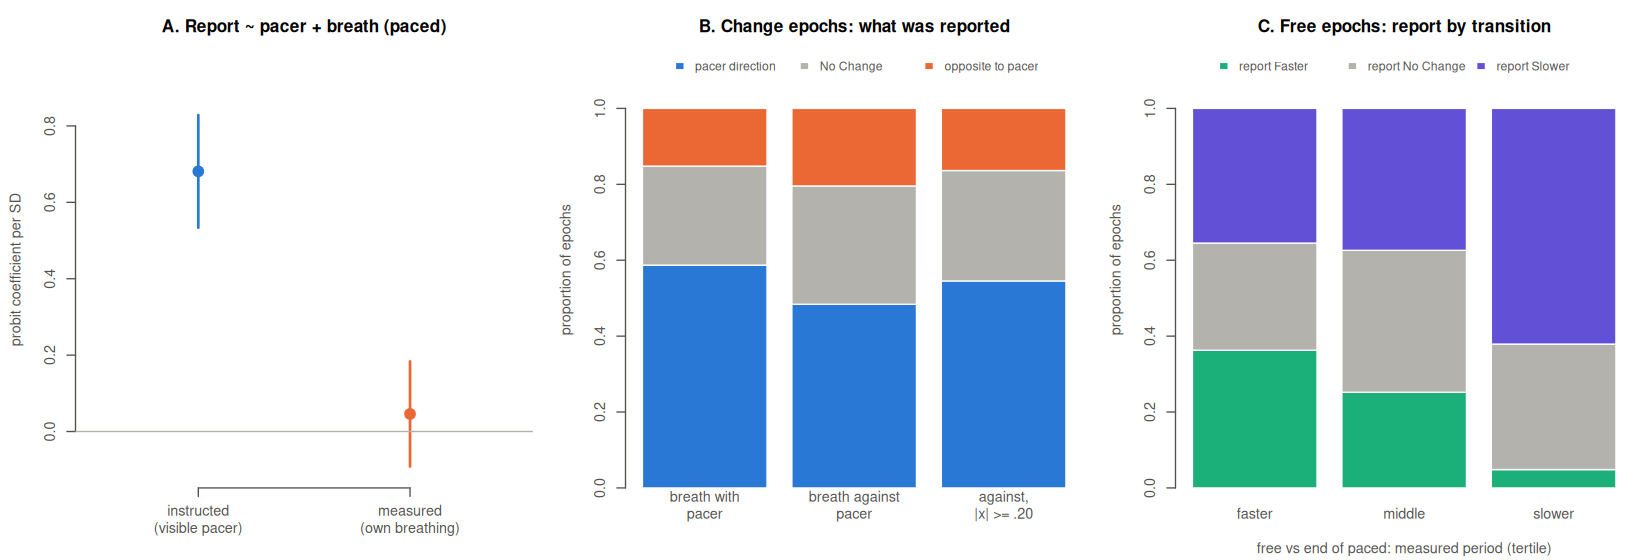 A. Report ~ pacer + breath (paced)
probit coefficient per SD
0.8
0.6
0.4
0.2
0.0
instructed
(visible pacer)
measured
(own breathing)
B. Change epochs: what was reported
pacer direction
No Change
opposite to pacer
proportion of epochs
1.0
0.8
0.6
0.4
0.2
0.0
breath with
pacer
breath against
pacer
against,
|x| >= .20
C. Free epochs: report by transition
report Faster
report No Change
report Slower
proportion of epochs
1.0
0.8
0.6
0.4
0.2
0.0
faster
middle
slower
free vs end of paced: measured period (tertile)